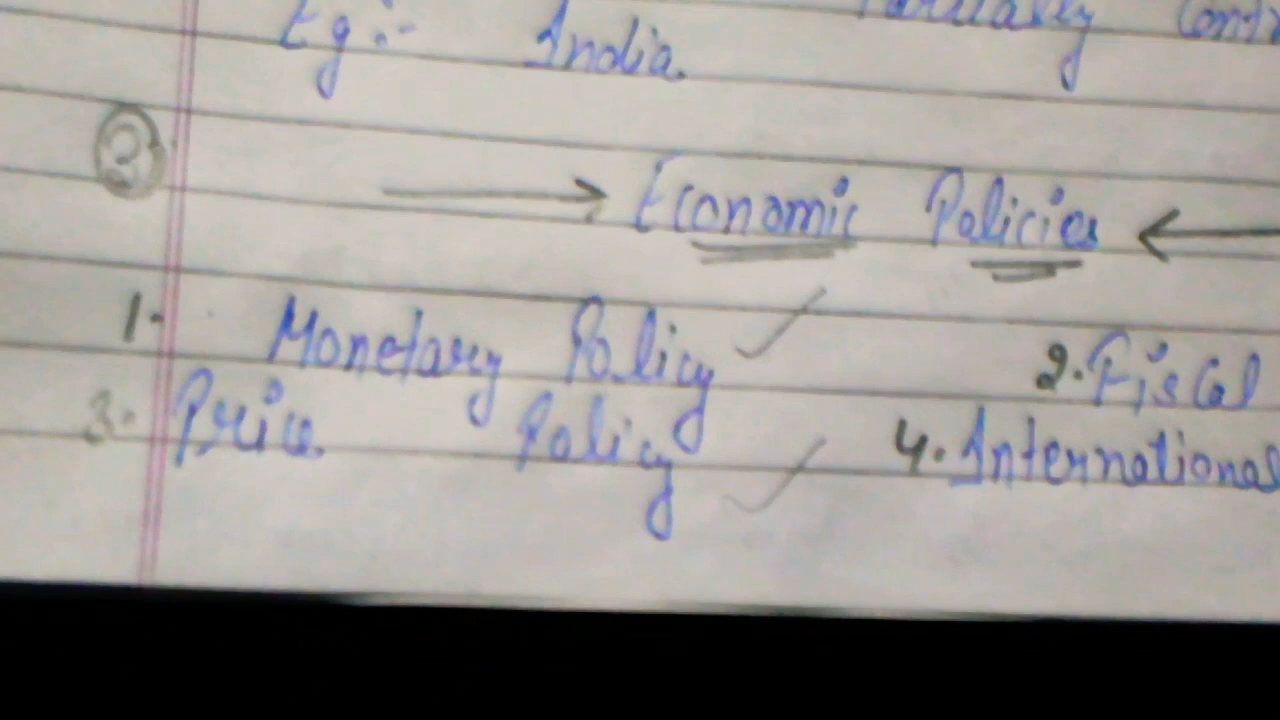 Eg:- India.
③
→ Economic Policies ←
1. Monetary Policy ✓ 2. Fiscal
3. Price Policy ✓ 4. International